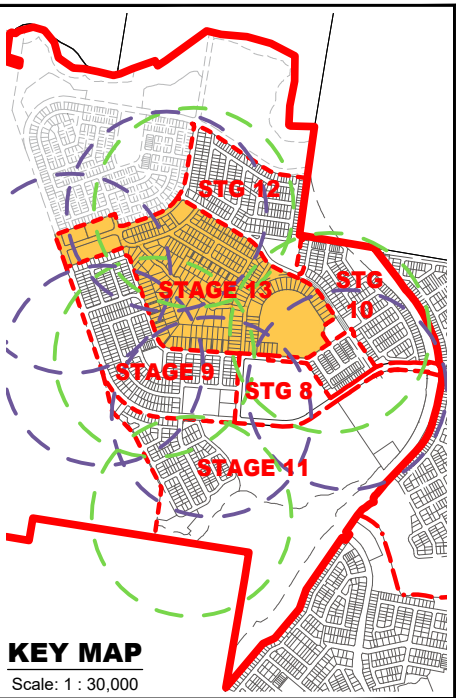 STG 12
STG
10
STAGE 13
STAGE 9
STG 8
STAGE 11
KEY MAP
Scale: 1 : 30,000